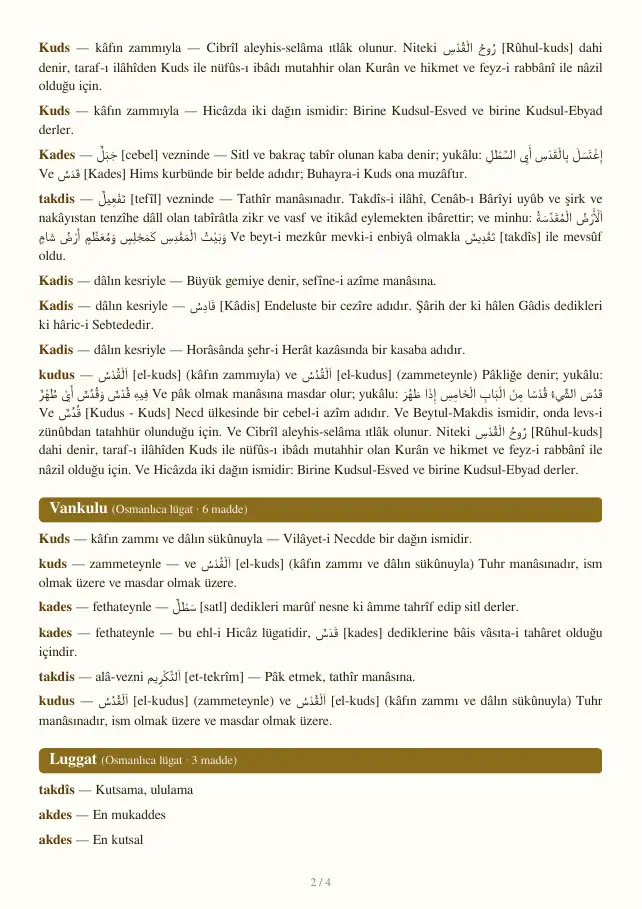 Kuds — kâfın zammıyla — Cibrîl aleyhis-selâma ıtlâk olunur. Niteki رُوحُ الْقُدْسِ [Rûhul-kuds] dahi
denir, taraf-ı ilâhîden Kuds ile nüfûs-ı ibâdı mutahhir olan Kurân ve hikmet ve feyz-i rabbânî ile nâzil
olduğu için.
Kuds — kâfın zammıyla — Hicâzda iki dağın ismidir: Birine Kudsul-Esved ve birine Kudsul-Ebyad
derler.
Kades — جَبَلٌ [cebel] vezninde — Sitl ve bakraç tabîr olunan kaba denir; yukâlu: إِغْتَسَلَ بِالْقَدَسِ أَيِ السَّطْلِ
Ve قَدَسُ [Kades] Hims kurbünde bir belde adıdır; Buhayra-i Kuds ona muzâftır.
takdis — تَفْعِيلٌ [tefîl] vezninde — Tathîr manâsınadır. Takdîs-i ilâhî, Cenâb-ı Bârîyi uyûb ve şirk ve
nakâyıstan tenzîhe dâll olan tabîrâtla zikr ve vasf ve itikâd eylemekten ibârettir; ve minhu: اَلْأَرْضُ الْمُقَدَّسَةُ
وَبَيْتُ الْمَقْدِسِ كَمَجْلِسٍ وَمُعَظَّمٍ أَرْضُ شَامٍ Ve beyt-i mezkûr mevki-i enbiyâ olmakla تَقْدِيسٌ [takdîs] ile mevsûf
oldu.
Kadis — dâlın kesriyle — Büyük gemiye denir, sefîne-i azîme manâsına.
Kadis — dâlın kesriyle — قَادِسُ [Kâdis] Endeluste bir cezîre adıdır. Şârih der ki hâlen Gâdis dedikleri
ki hâric-i Sebtededir.
Kadis — dâlın kesriyle — Horâsânda şehr-i Herât kazâsında bir kasaba adıdır.
kudus — اَلْقُدْسُ [el-kuds] (kâfın zammıyla) ve اَلْقُدُسُ [el-kudus] (zammeteyne) Pâkliğe denir; yukâlu:
فِيهِ قُدْسٌ وَقُدُسٌ أَيْ طُهْرٌ Ve pâk olmak manâsına masdar olur; yukâlu: قَدُسَ الشَّيْءُ قُدْسًا مِنَ الْبَابِ الْخَامِسِ إِذَا طَهُرَ
Ve قُدْسٌ [Kudus - Kuds] Necd ülkesinde bir cebel-i azîm adıdır. Ve Beytul-Makdis ismidir, onda levs-i
zünûbdan tatahhür olunduğu için. Ve Cibrîl aleyhis-selâma ıtlâk olunur. Niteki رُوحُ الْقُدْسِ [Rûhul-kuds]
dahi denir, taraf-ı ilâhîden Kuds ile nüfûs-ı ibâdı mutahhir olan Kurân ve hikmet ve feyz-i rabbânî ile
nâzil olduğu için. Ve Hicâzda iki dağın ismidir: Birine Kudsul-Esved ve birine Kudsul-Ebyad derler.
Vankulu (Osmanlıca lügat · 6 madde)
Kuds — kâfın zammı ve dâlın sükûnuyla — Vilâyet-i Necdde bir dağın ismidir.
kuds — zammeteynle — ve اَلْقُدْسُ [el-kuds] (kâfın zammı ve dâlın sükûnuyla) Tuhr manâsınadır, ism
olmak üzere ve masdar olmak üzere.
kades — fethateynle — سَطْلٌ [satl] dedikleri marûf nesne ki âmme tahrîf edip sitl derler.
kades — fethateynle — bu ehl-i Hicâz lügatidir, قَدَسٌ [kades] dediklerine bâis vâsıta-i tahâret olduğu
içindir.
takdis — alâ-vezni اَلتَّكْرِيمِ [et-tekrîm] — Pâk etmek, tathîr manâsına.
kudus — اَلْقُدُسُ [el-kudus] (zammeteynle) ve اَلْقُدْسُ [el-kuds] (kâfın zammı ve dâlın sükûnuyla) Tuhr
manâsınadır, ism olmak üzere ve masdar olmak üzere.
Luggat (Osmanlıca lügat · 3 madde)
takdîs — Kutsama, ululama
akdes — En mukaddes
akdes — En kutsal
2 / 4